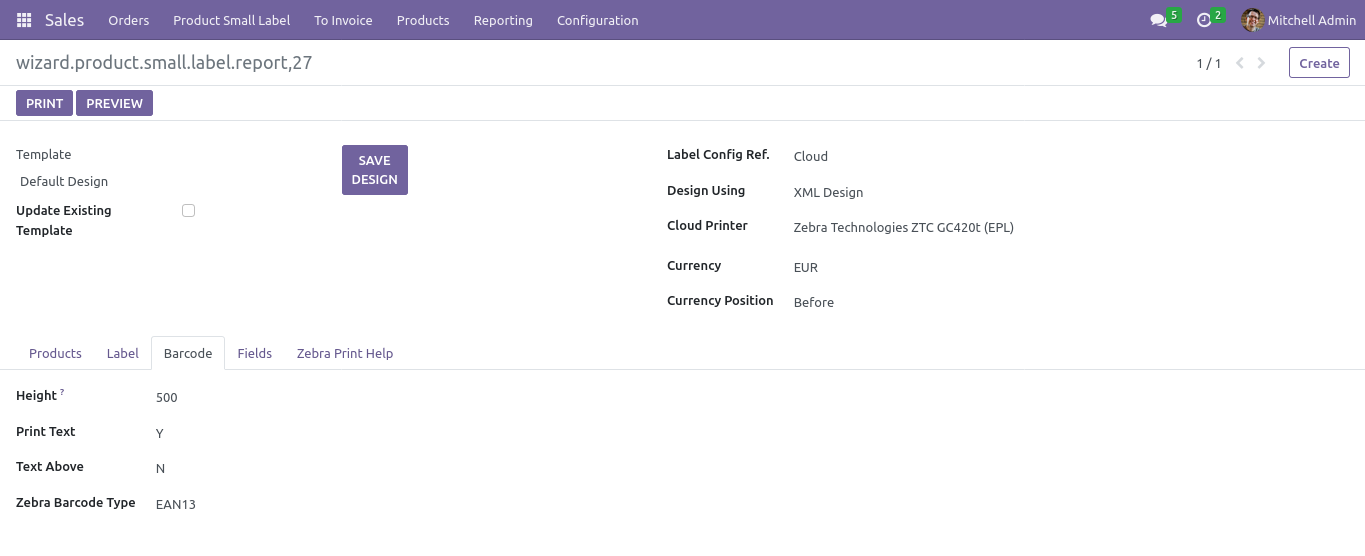 Sales Orders Product Small Label To Invoice Products Reporting Configuration 5 2 Mitchell Admin
wizard.product.small.label.report,27 1 / 1 Create
PRINT PREVIEW
Template
Default Design
SAVE
DESIGN
Update Existing
Template
Label Config Ref. Cloud
Design Using XML Design
Cloud Printer Zebra Technologies ZTC GC420t (EPL)
Currency EUR
Currency Position Before
Products Label Barcode Fields Zebra Print Help
Height ? 500
Print Text Y
Text Above N
Zebra Barcode Type EAN13